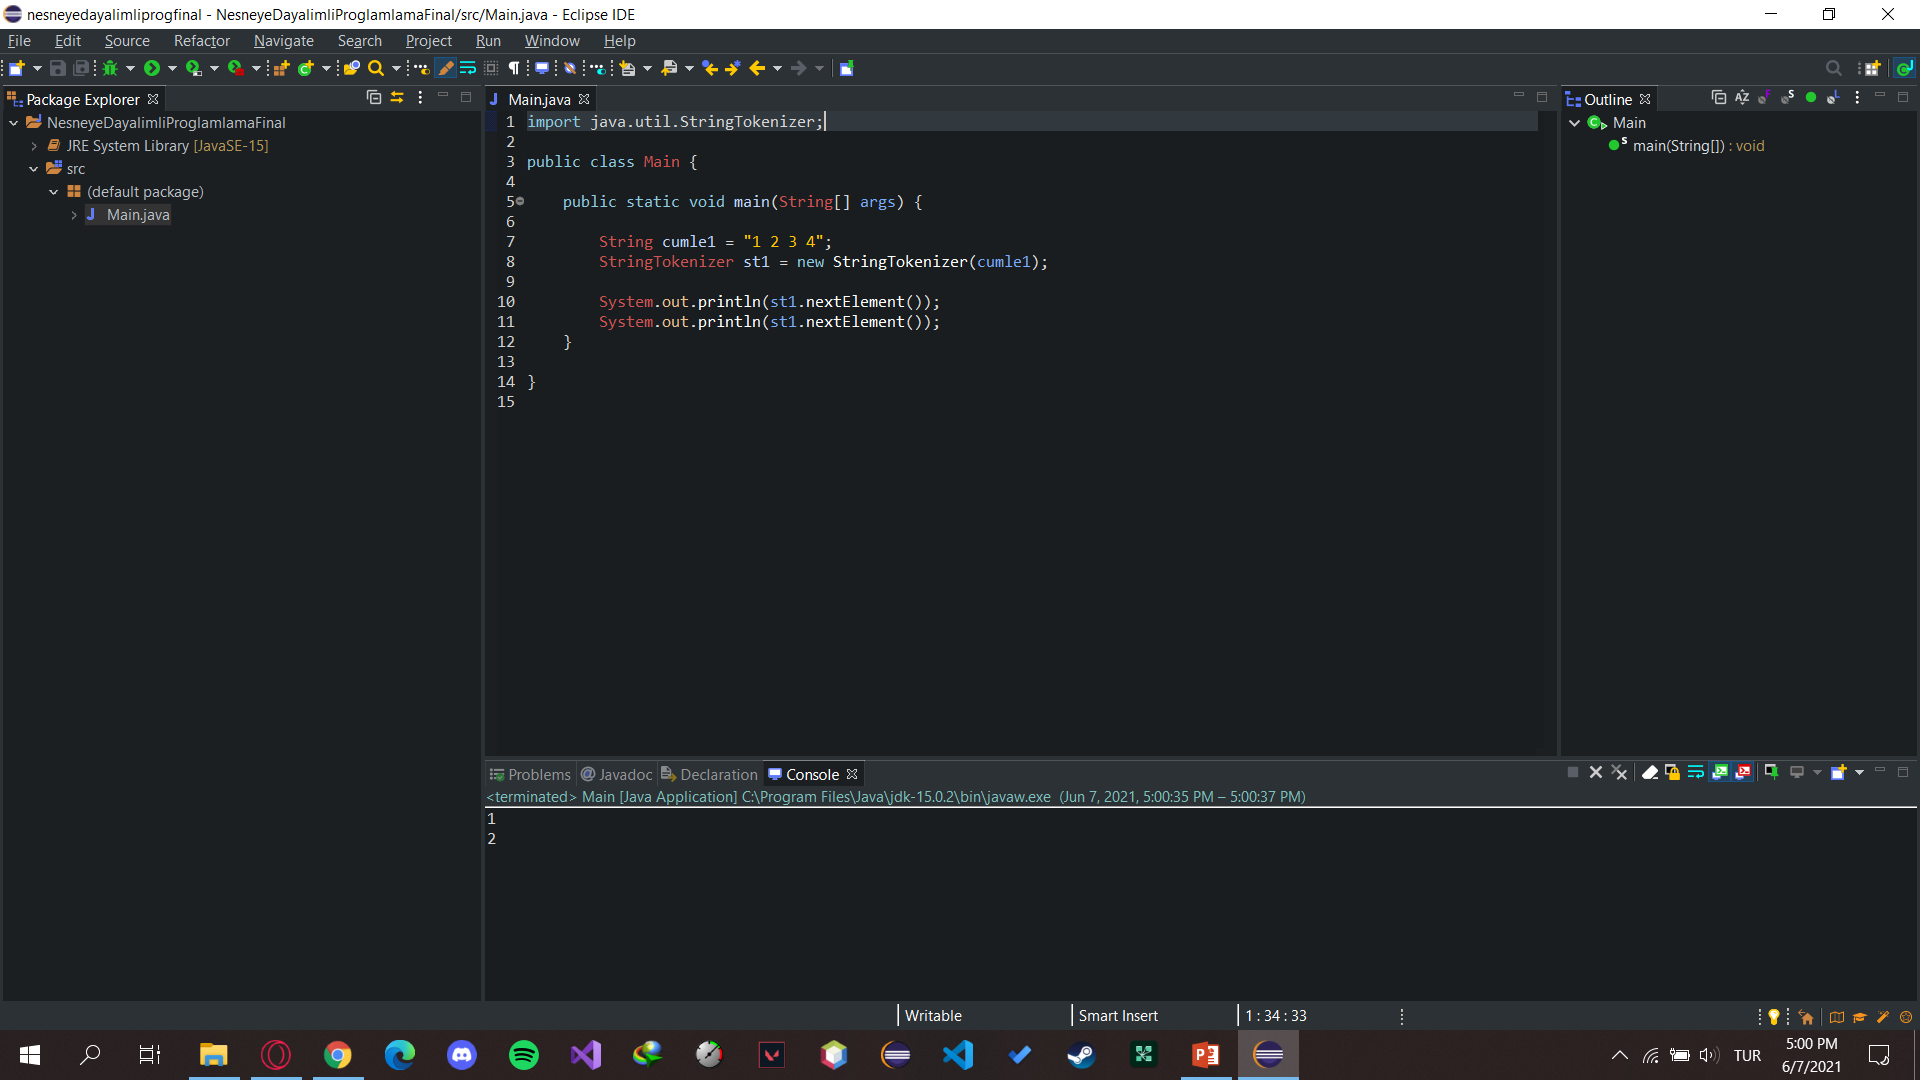 nesneyedayalimliprogfinal - NesneyeDayalimliProglamlamaFinal/src/Main.java - Eclipse IDE
File Edit Source Refactor Navigate Search Project Run Window Help
Package Explorer
NesneyeDayalimliProglamlamaFinal
JRE System Library [JavaSE-15]
src
(default package)
Main.java
Main.java
1 import java.util.StringTokenizer;
2
3 public class Main {
4
5 public static void main(String[] args) {
6
7 String cumle1 = "1 2 3 4";
8 StringTokenizer st1 = new StringTokenizer(cumle1);
9
10 System.out.println(st1.nextElement());
11 System.out.println(st1.nextElement());
12 }
13
14 }
15
Outline
Main
main(String[]) : void
Problems @ Javadoc Declaration Console
<terminated> Main [Java Application] C:\Program Files\Java\jdk-15.0.2\bin\javaw.exe (Jun 7, 2021, 5:00:35 PM – 5:00:37 PM)
1
2
Writable Smart Insert 1 : 34 : 33
TUR 5:00 PM
6/7/2021